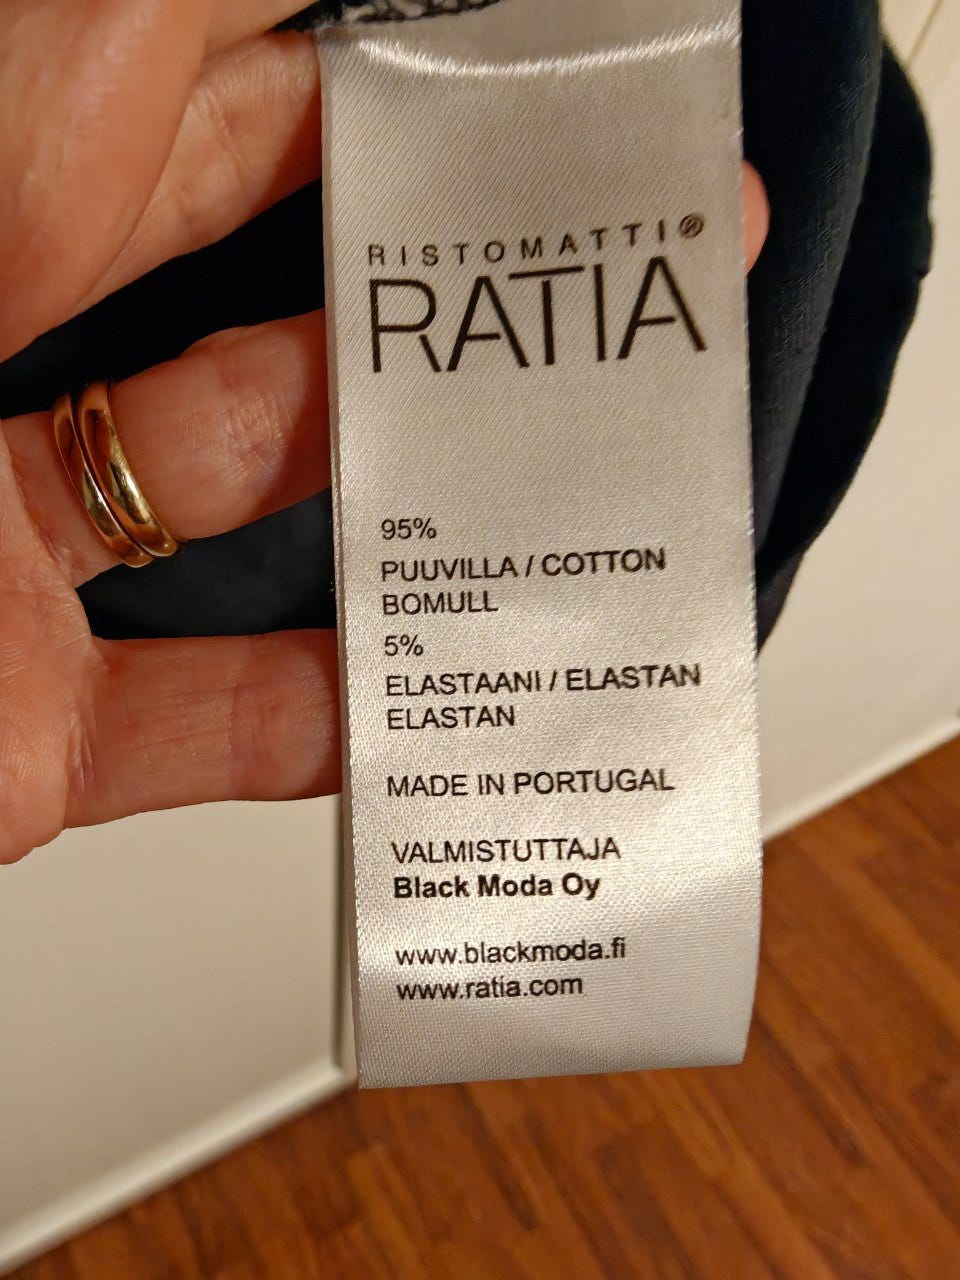 RISTOMATTI®
RATIA
95%
PUUVILLA / COTTON
BOMULL
5%
ELASTAANI / ELASTAN
ELASTAN
MADE IN PORTUGAL
VALMISTUTTAJA
Black Moda Oy
www.blackmoda.fi
www.ratia.com